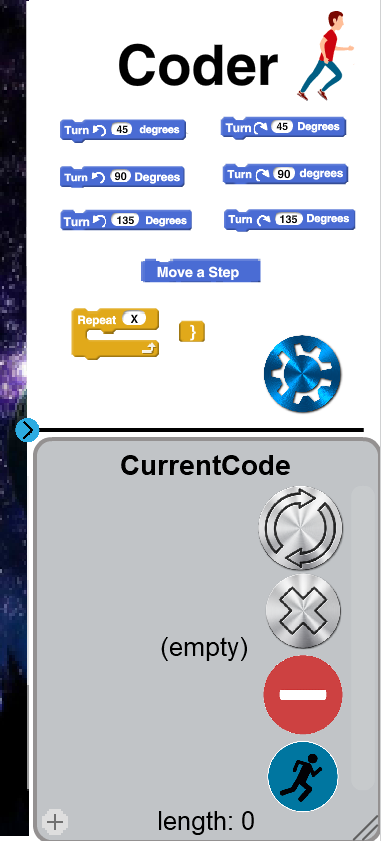 Coder
Turn 45 degrees
Turn 45 Degrees
Turn 90 Degrees
Turn 90 degrees
Turn 135 Degrees
Turn 135 Degrees
Move a Step
Repeat X
}
CurrentCode
(empty)
length: 0